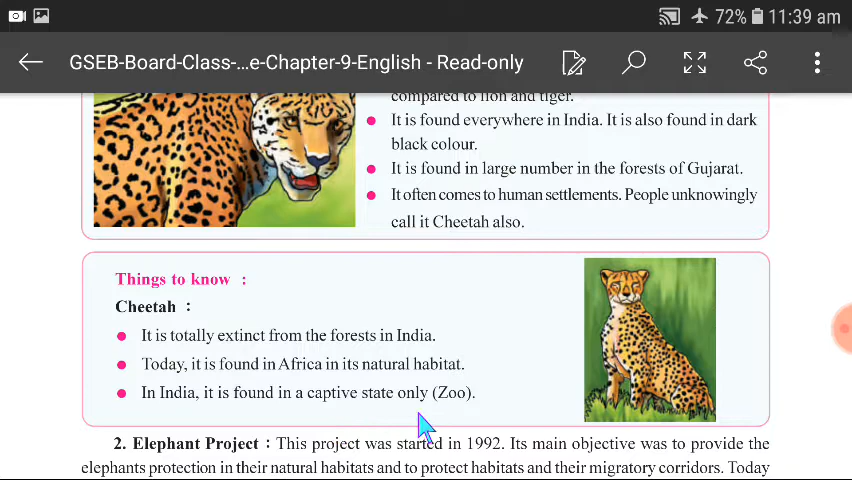 72% 11:39 am
GSEB-Board-Class-...e-Chapter-9-English - Read-only
compared to lion and tiger.
It is found everywhere in India. It is also found in dark
black colour.
It is found in large number in the forests of Gujarat.
It often comes to human settlements. People unknowingly
call it Cheetah also.
Things to know :
Cheetah :
It is totally extinct from the forests in India.
Today, it is found in Africa in its natural habitat.
In India, it is found in a captive state only (Zoo).
2. Elephant Project : This project was started in 1992. Its main objective was to provide the
elephants protection in their natural habitats and to protect habitats and their migratory corridors. Today